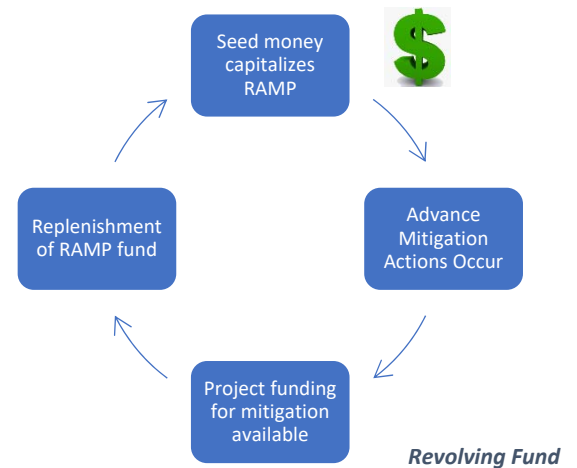 Seed money
capitalizes
RAMP
$
Advance
Mitigation
Actions Occur
Project funding
for mitigation
available
Replenishment
of RAMP fund
Revolving Fund